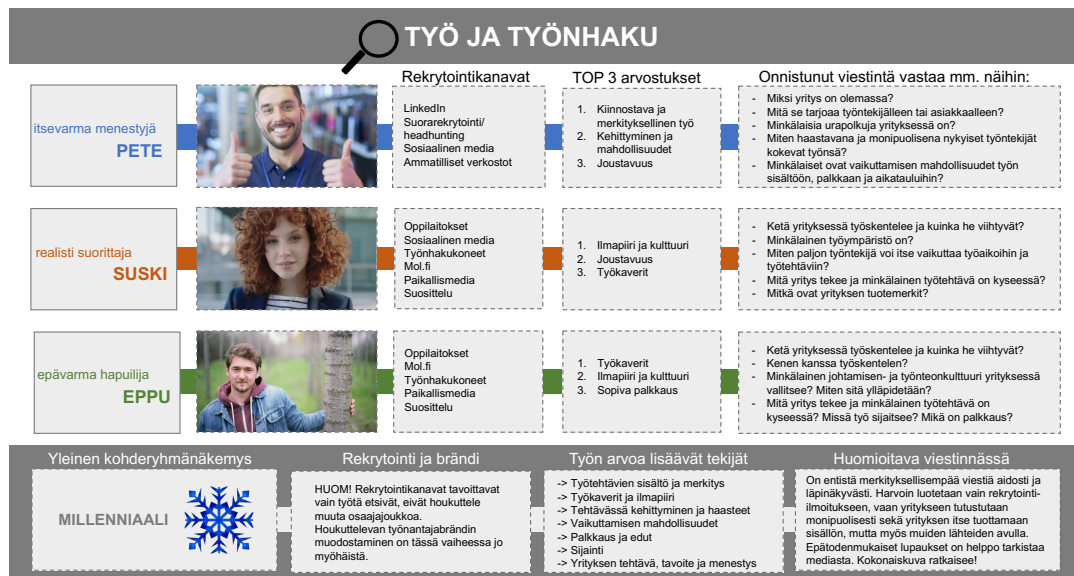 TYÖ JA TYÖNHAKU
Rekrytointikanavat
TOP 3 arvostukset
Onnistunut viestintä vastaa mm. näihin:
itsevarma menestyjä
PETE
LinkedIn
Suorarekrytointi/
headhunting
Sosiaalinen media
Ammatilliset verkostot
1. Kiinnostava ja
merkityksellinen työ
2. Kehittyminen ja
mahdollisuudet
3. Joustavuus
- Miksi yritys on olemassa?
- Mitä se tarjoaa työntekijälleen tai asiakkaalleen?
- Minkälaisia urapolkuja yrityksessä on?
- Miten haastavana ja monipuolisena nykyiset työntekijät
kokevat työnsä?
- Minkälaiset ovat vaikuttamisen mahdollisuudet työn
sisältöön, palkkaan ja aikatauluihin?
realisti suorittaja
SUSKI
Oppilaitokset
Sosiaalinen media
Työnhakukoneet
Mol.fi
Paikallismedia
Suosittelu
1. Ilmapiiri ja kulttuuri
2. Joustavuus
3. Työkaverit
- Ketä yrityksessä työskentelee ja kuinka he viihtyvät?
- Minkälainen työympäristö on?
- Miten paljon työntekijä voi itse vaikuttaa työaikoihin ja
työtehtäviin?
- Mitä yritys tekee ja minkälainen työtehtävä on kyseessä?
- Mitkä ovat yrityksen tuotemerkit?
epävarma hapuilija
EPPU
Oppilaitokset
Mol.fi
Työnhakukoneet
Paikallismedia
Suosittelu
1. Työkaverit
2. Ilmapiiri ja kulttuuri
3. Sopiva palkkaus
- Ketä yrityksessä työskentelee ja kuinka he viihtyvät?
- Kenen kanssa työskentelen?
- Minkälainen johtamisen- ja työnteonkulttuuri yrityksessä
vallitsee? Miten sitä ylläpidetään?
- Mitä yritys tekee ja minkälainen työtehtävä on
kyseessä? Missä työ sijaitsee? Mikä on palkkaus?
Yleinen kohderyhmänäkemys
MILLENNIAALI
Rekrytointi ja brändi
HUOM! Rekrytointikanavat tavoittavat
vain työtä etsivät, eivät houkuttele
muuta osaajajoukkoa.
Houkuttelevan työnantajabrändin
muodostaminen on tässä vaiheessa jo
myöhäistä.
Työn arvoa lisäävät tekijät
-> Työtehtävien sisältö ja merkitys
-> Työkaverit ja ilmapiiri
-> Tehtävässä kehittyminen ja haasteet
-> Vaikuttamisen mahdollisuudet
-> Palkkaus ja edut
-> Sijainti
-> Yrityksen tehtävä, tavoite ja menestys
Huomioitava viestinnässä
On entistä merkityksellisempää viestiä aidosti ja
läpinäkyvästi. Harvoin luotetaan vain rekrytointi-
ilmoitukseen, vaan yritykseen tutustutaan
monipuolisesti sekä yrityksen itse tuottamaan
sisällön, mutta myös muiden lähteiden avulla.
Epätodenmukaiset lupaukset on helppo tarkistaa
mediasta. Kokonaiskuva ratkaisee!